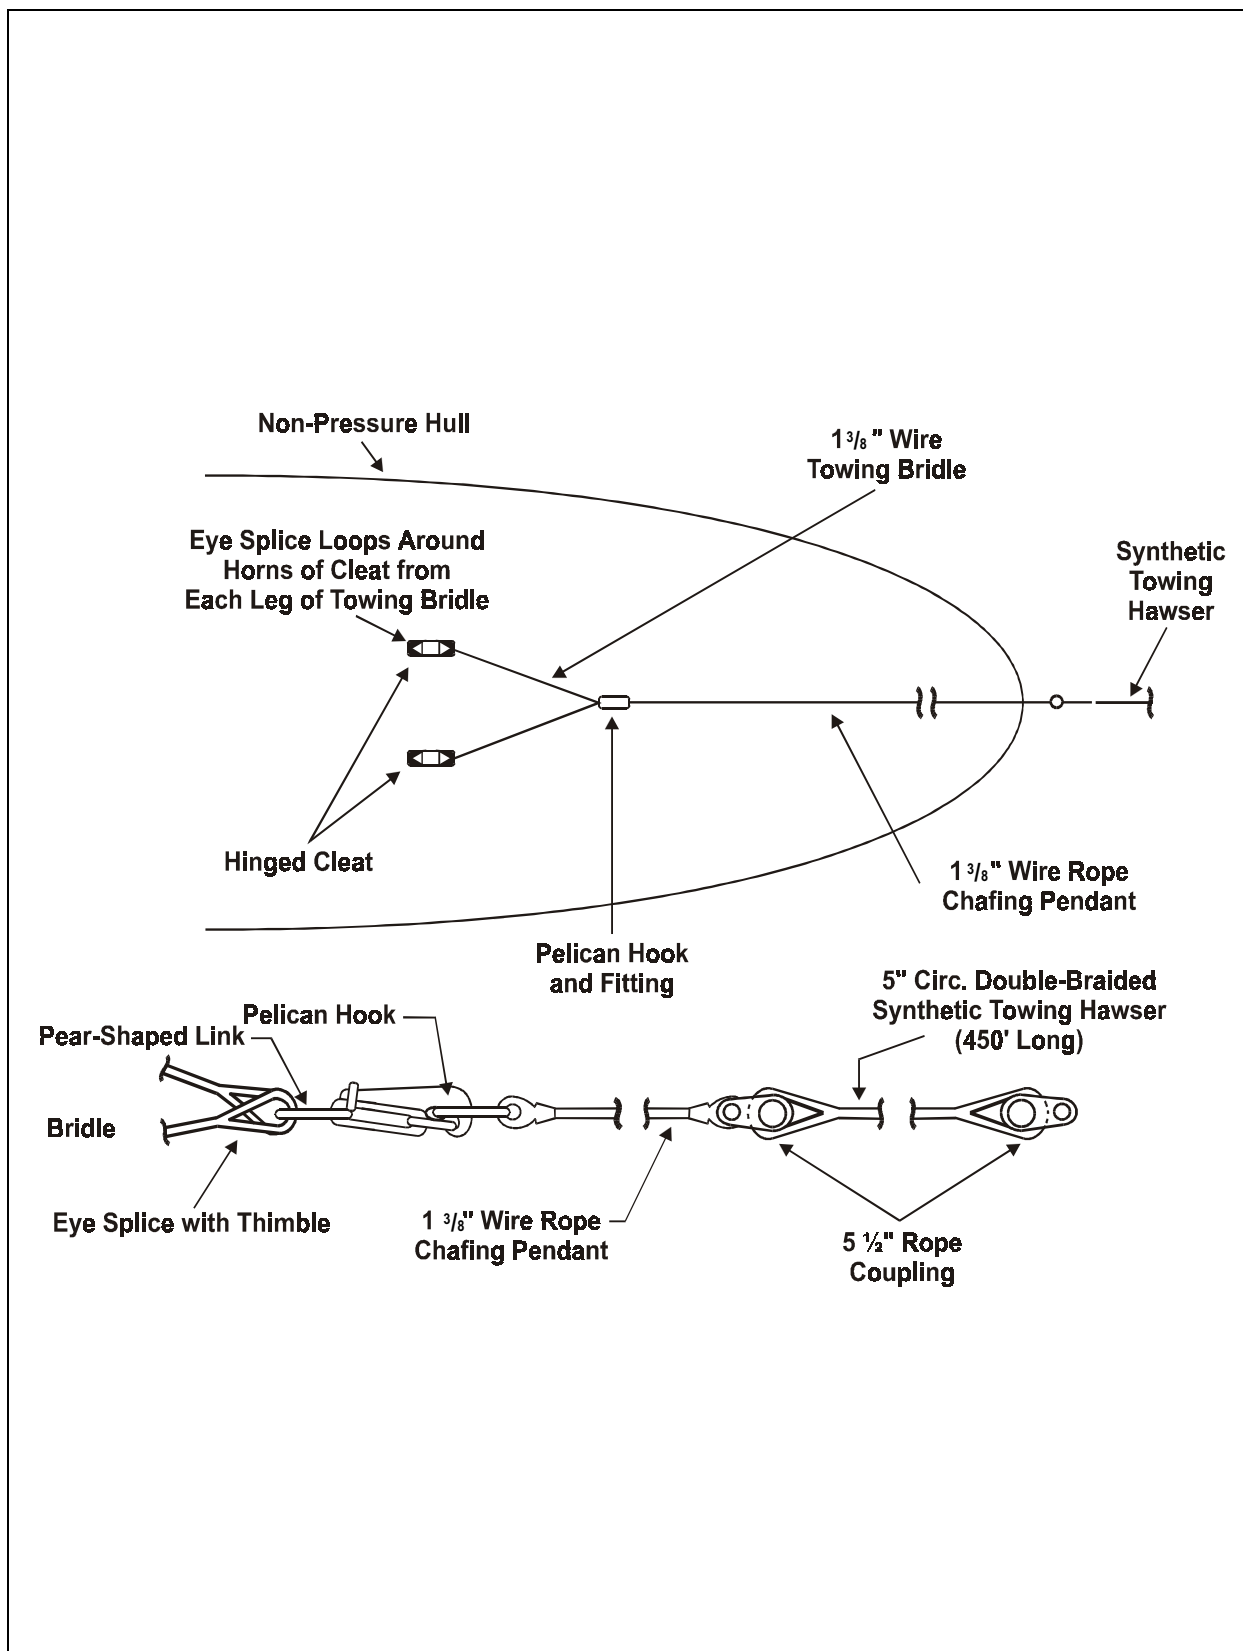 Non-Pressure Hull
1 3/8 " Wire
Towing Bridle
Eye Splice Loops Around
Horns of Cleat from
Each Leg of Towing Bridle
Synthetic
Towing
Hawser
Hinged Cleat
1 3/8" Wire Rope
Chafing Pendant
Pelican Hook
and Fitting
5" Circ. Double-Braided
Synthetic Towing Hawser
(450' Long)
Pelican Hook
Pear-Shaped Link
Bridle
Eye Splice with Thimble
1 3/8" Wire Rope
Chafing Pendant
5 ½" Rope
Coupling